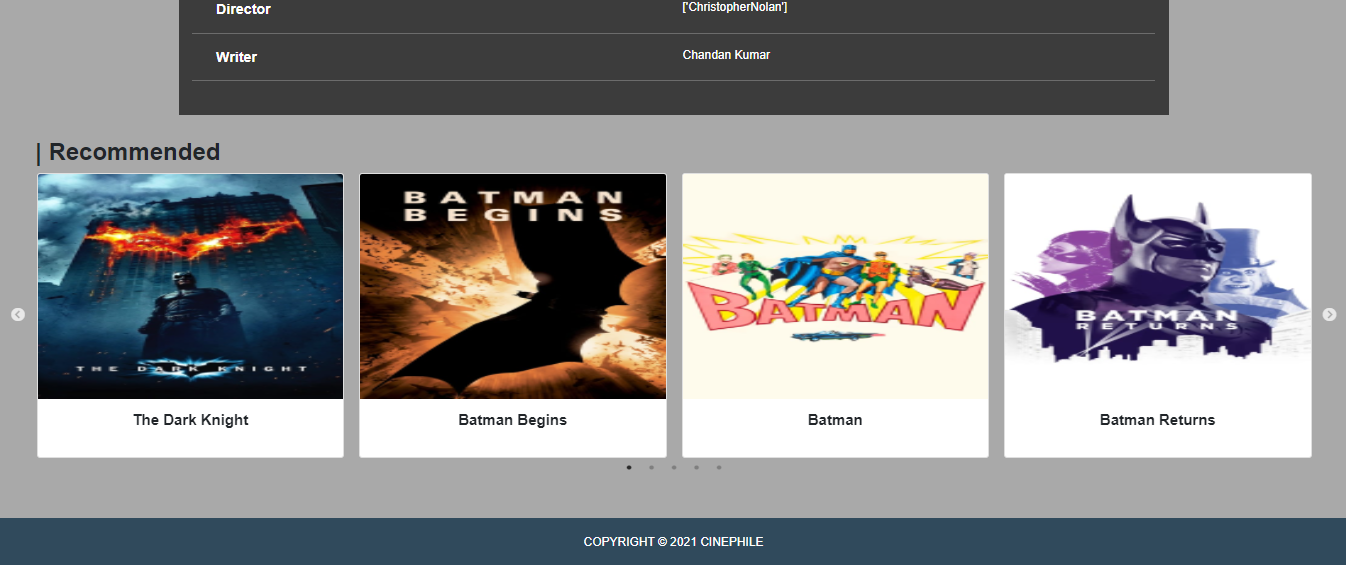 Director
['ChristopherNolan']
Writer
Chandan Kumar
| Recommended
THE DARK KNIGHT
BATMAN
BEGINS
BATMAN
BATMAN
RETURNS
The Dark Knight
Batman Begins
Batman
Batman Returns
COPYRIGHT © 2021 CINEPHILE